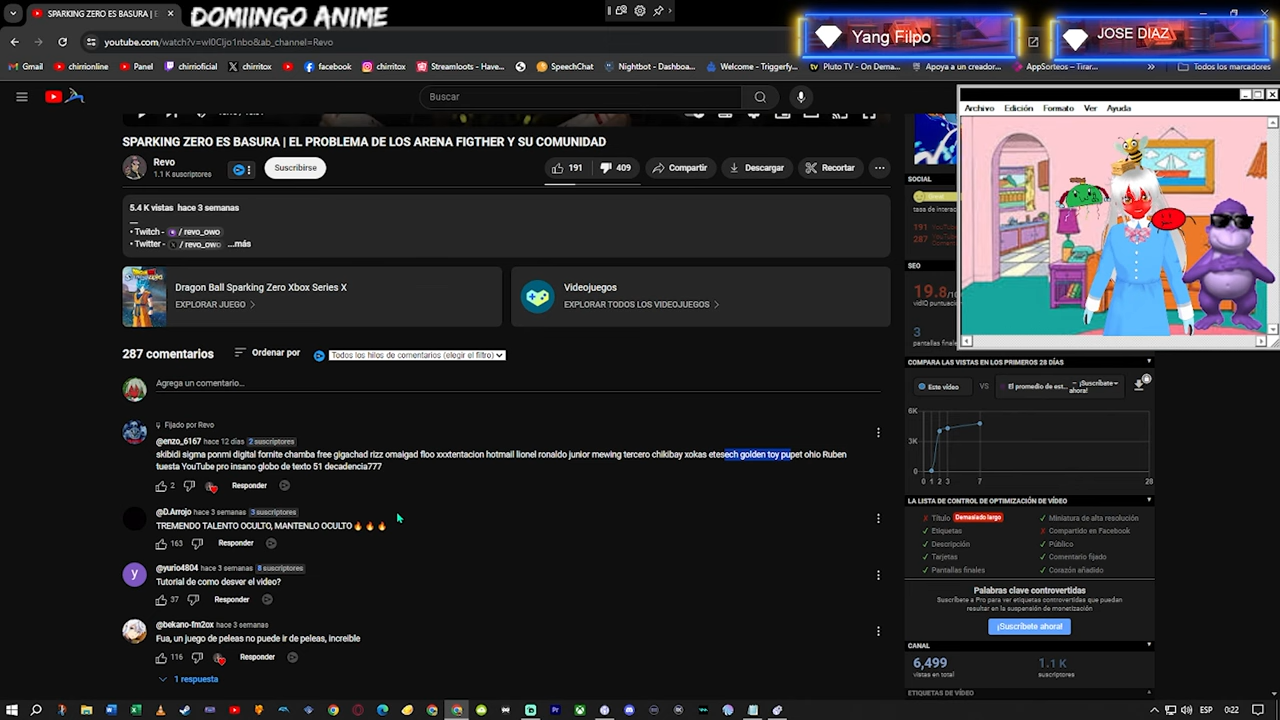 SPARKING ZERO ES BASURA | E
DOMIINGO ANIME
youtube.com/watch?v=wI0CIjo1nbo&ab_channel=Revo
Yang Filpo
JOSE DIAZ
Gmail
chirrionline
Panel
chirrioficial
chirritox
facebook
chirritox
Streamloots - Have...
SpeechChat
Nightbot - Dashboa...
Welcome - Triggerfy...
Pluto TV - On Dema...
Apoya a un creador...
AppSorteos – Tirar...
Todos los marcadores
Buscar
Archivo Edición Formato Ver Ayuda
SPARKING ZERO ES BASURA | EL PROBLEMA DE LOS ARENA FIGTHER Y SU COMUNIDAD
Revo
1.1 K suscriptores
Suscribirse
191
409
Compartir
Descargar
Recortar
5.4 K vistas hace 3 se
• Twitch - / revo_owo
• Twitte / revo_owo ...más
Dragon Ball Sparking Zero Xbox Series X
EXPLORAR JUEGO
Videojuegos
EXPLORAR TODOS LOS VIDEOJUEGOS
287 comentarios
Ordenar por
Todos los hilos de comentarios (elegir el filtro)
Agrega un comentario...
Fijado por Revo
@enzo_6167 hace 12 días 2 suscriptores
skibidi sigma pomni digital fornite chamba free gigachad rizz omaigad floo xxxtentacion hotmail lionel ronaldo junior mewing tercero chikibay xokas etesech golden toy pupet ohio Ruben
tuesta YouTube pro insano globo de texto 51 decadencia777
2 Responder
@D.Arrojo hace 3 semanas 3 suscriptores
TREMENDO TALENTO OCULTO, MANTENLO OCULTO🔥🔥🔥
163 Responder
@yurio4804 hace 3 semanas 8 suscriptores
Tutorial de como desver el video?
37 Responder
@bekano-fm2ox hace 3 semanas
Fua, un juego de peleas no puede ir de peleas, increible
116 Responder
1 respuesta
SOCIAL
tasa de interac
191
287
SEO
19.8/10
vidIQ puntuació
3
pantallas finale
COMPARA LAS VISTAS EN LOS PRIMEROS 28 DÍAS
Este vídeo
VS
El promedio de est...
– ¡Suscríbate
ahora!
6K
3K
0
0 1 2 3 7 28
LA LISTA DE CONTROL DE OPTIMIZACIÓN DE VÍDEO
Título Demasiado largo
Etiquetas
Descripción
Tarjetas
Pantallas finales
Miniatura de alta resolución
Compartido en Facebook
Público
Comentario fijado
Corazón añadido
Palabras clave controvertidas
Suscríbete a Pro para ver etiquetas controvertidas que puedan
resultar en la suspensión de monetización
¡Suscríbete ahora!
CANAL
6,499
vistas en total
1.1 K
suscriptores
ETIQUETAS DE VÍDEO
ESP
0:22